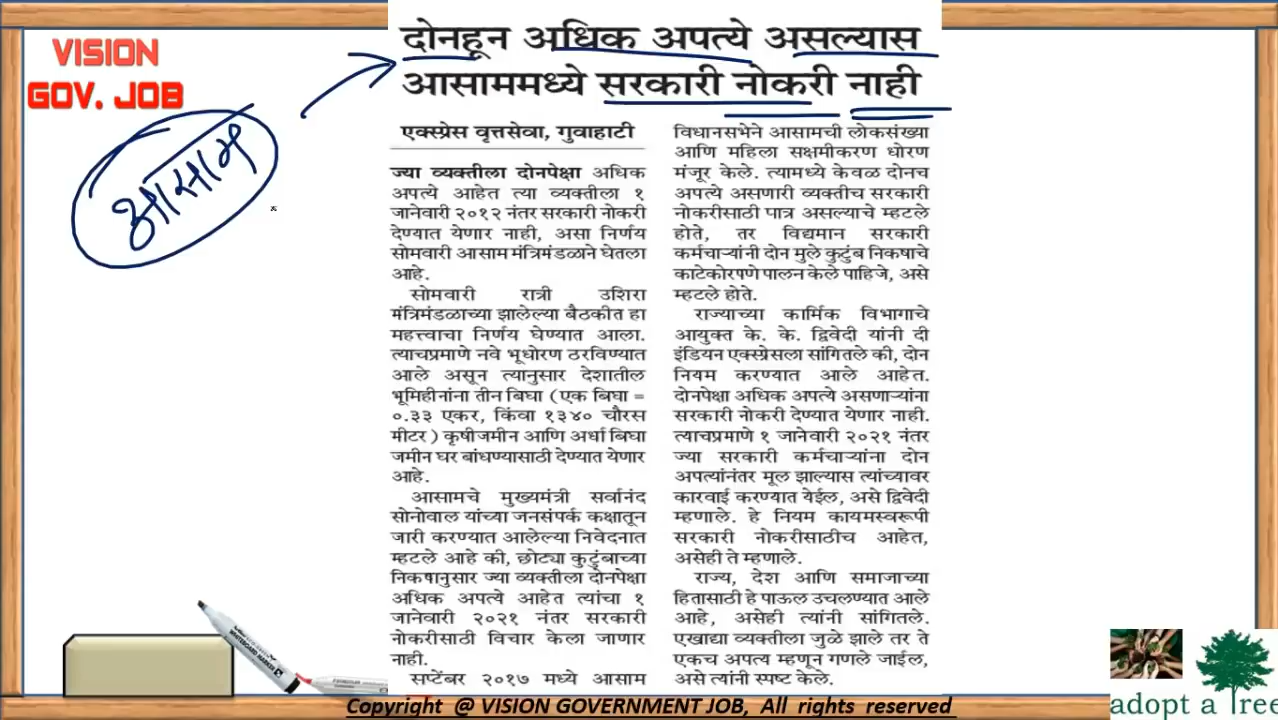 VISION
GOV. JOB
आसाम
दोनहून अधिक अपत्ये असल्यास
आसाममध्ये सरकारी नोकरी नाही
एक्स्प्रेस वृत्तसेवा, गुवाहाटी
ज्या व्यक्तीला दोनपेक्षा अधिक
अपत्ये आहेत त्या व्यक्तीला १
जानेवारी २०१२ नंतर सरकारी नोकरी
देण्यात येणार नाही, असा निर्णय
सोमवारी आसाम मंत्रिमंडळाने घेतला
आहे.
सोमवारी रात्री उशिरा
मंत्रिमंडळाच्या झालेल्या बैठकीत हा
महत्त्वाचा निर्णय घेण्यात आला.
त्याचप्रमाणे नवे भूधोरण ठरविण्यात
आले असून त्यानुसार देशातील
भूमिहीनांना तीन बिघा (एक बिघा =
०.३३ एकर, किंवा १३४० चौरस
मीटर) कृषीजमीन आणि अर्धा बिघा
जमीन घर बांधण्यासाठी देण्यात येणार
आहे.
आसामचे मुख्यमंत्री सर्वानंद
सोनोवाल यांच्या जनसंपर्क कक्षातून
जारी करण्यात आलेल्या निवेदनात
म्हटले आहे की, छोट्या कुटुंबाच्या
निकषानुसार ज्या व्यक्तीला दोनपेक्षा
अधिक अपत्ये आहेत त्यांचा १
जानेवारी २०२१ नंतर सरकारी
नोकरीसाठी विचार केला जाणार
नाही.
सप्टेंबर २०१७ मध्ये आसाम
विधानसभेने आसामची लोकसंख्या
आणि महिला सक्षमीकरण धोरण
मंजूर केले. त्यामध्ये केवळ दोनच
अपत्ये असणारी व्यक्तीच सरकारी
नोकरीसाठी पात्र असल्याचे म्हटले
होते, तर विद्यमान सरकारी
कर्मचाऱ्यांनी दोन मुले कुटुंब निकषाचे
काटेकोरपणे पालन केले पाहिजे, असे
म्हटले होते.
राज्याच्या कार्मिक विभागाचे
आयुक्त के. के. द्विवेदी यांनी दी
इंडियन एक्स्प्रेसला सांगितले की, दोन
नियम करण्यात आले आहेत.
दोनपेक्षा अधिक अपत्ये असणाऱ्यांना
सरकारी नोकरी देण्यात येणार नाही.
त्याचप्रमाणे १ जानेवारी २०२१ नंतर
ज्या सरकारी कर्मचाऱ्यांना दोन
अपत्यांनंतर मूल झाल्यास त्यांच्यावर
कारवाई करण्यात येईल, असे द्विवेदी
म्हणाले. हे नियम कायमस्वरूपी
सरकारी नोकरीसाठीच आहेत,
असेही ते म्हणाले.
राज्य, देश आणि समाजाच्या
हितासाठी हे पाऊल उचलण्यात आले
आहे, असेही त्यांनी सांगितले.
एखाद्या व्यक्तीला जुळे झाले तर ते
एकच अपत्य म्हणून गणले जाईल,
असे त्यांनी स्पष्ट केले.
WHITEBOARD MARKER
adopt a Tree
Copyright @ VISION GOVERNMENT JOB, All rights reserved